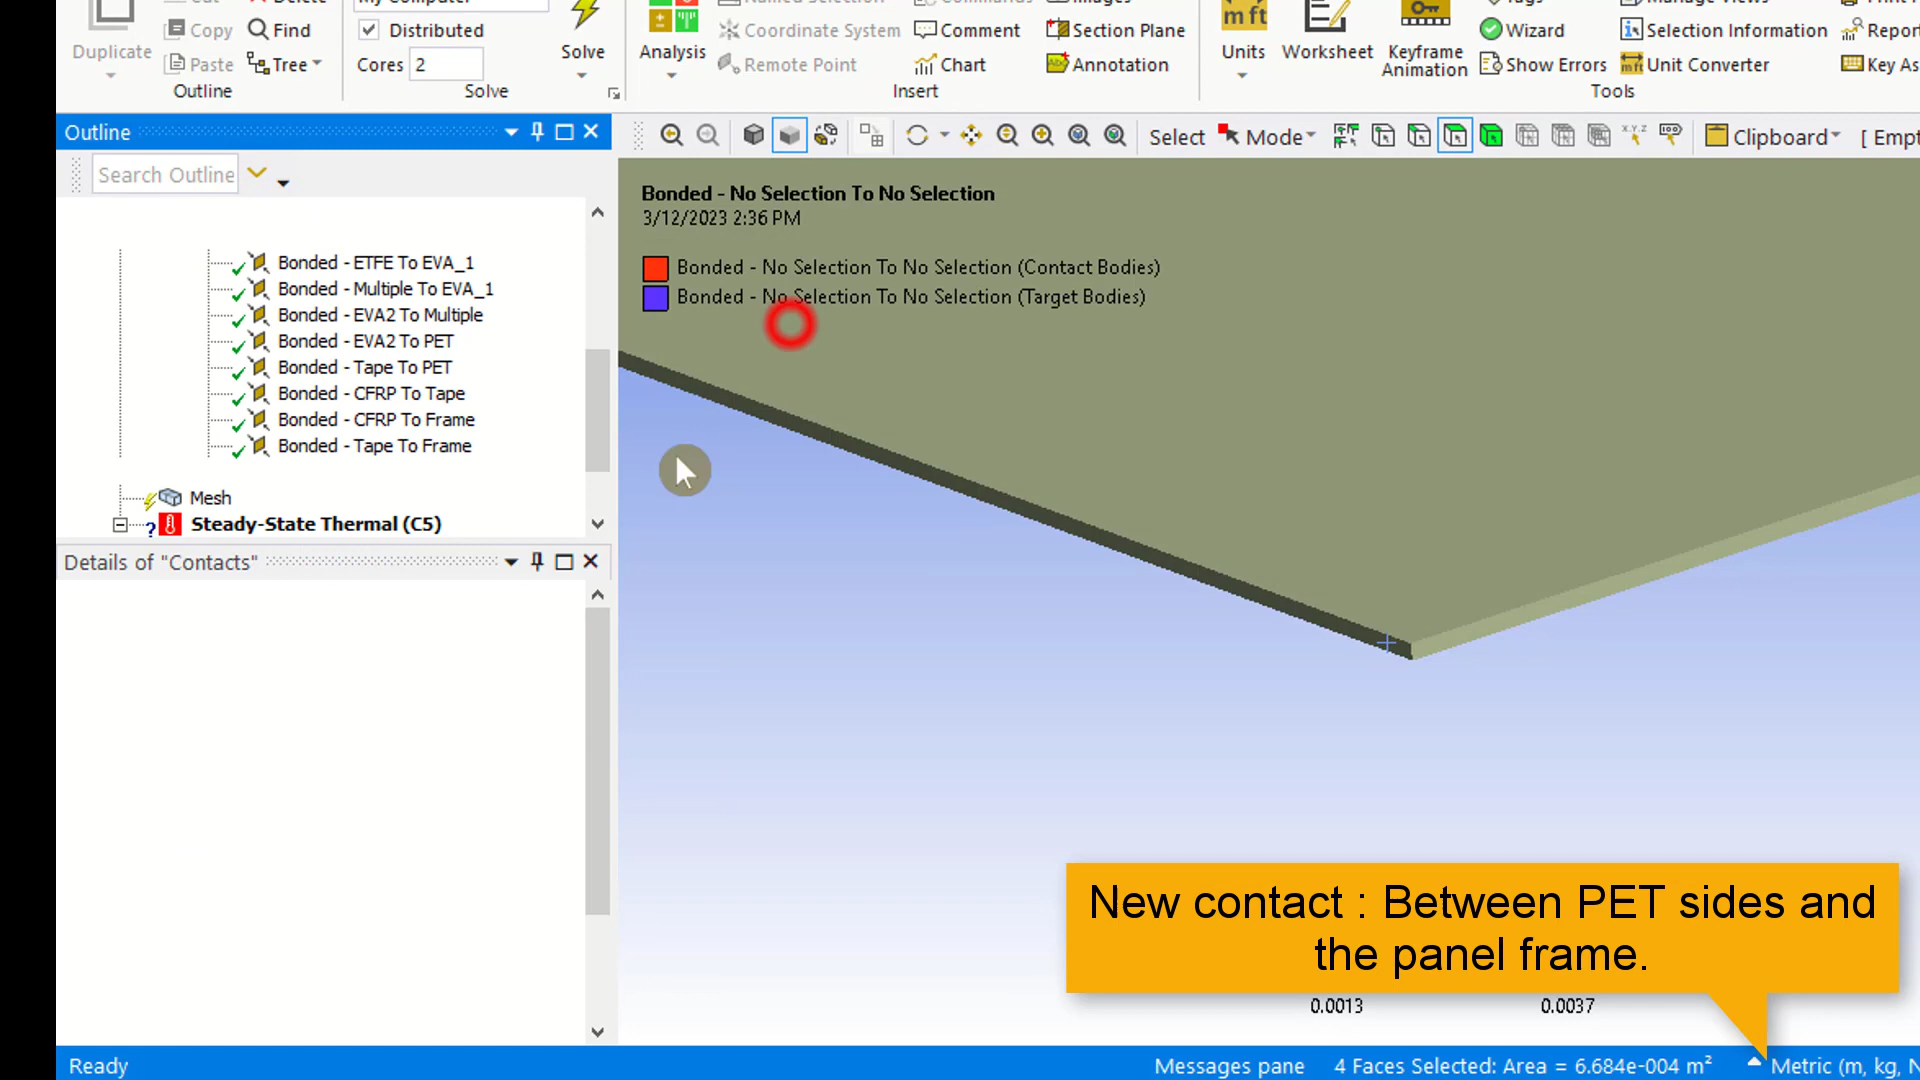 Duplicate
Copy
Paste
Find
Tree
Outline
Distributed
Cores 2
Solve
Solve
Analysis
Coordinate System
Remote Point
Comment
Chart
Section Plane
Annotation
Insert
Units
Worksheet
Keyframe
Animation
Wizard
Show Errors
Selection Information
Unit Converter
Tools
Outline
Search Outline
Select
Mode
Clipboard
Bonded - ETFE To EVA_1
Bonded - Multiple To EVA_1
Bonded - EVA2 To Multiple
Bonded - EVA2 To PET
Bonded - Tape To PET
Bonded - CFRP To Tape
Bonded - CFRP To Frame
Bonded - Tape To Frame
Mesh
Steady-State Thermal (C5)
Details of "Contacts"
Bonded - No Selection To No Selection
3/12/2023 2:36 PM
Bonded - No Selection To No Selection (Contact Bodies)
Bonded - No Selection To No Selection (Target Bodies)
New contact : Between PET sides and
the panel frame.
0.0013 0.0037
Ready
Messages pane
4 Faces Selected: Area = 6.684e-004 m²
Metric (m, kg,